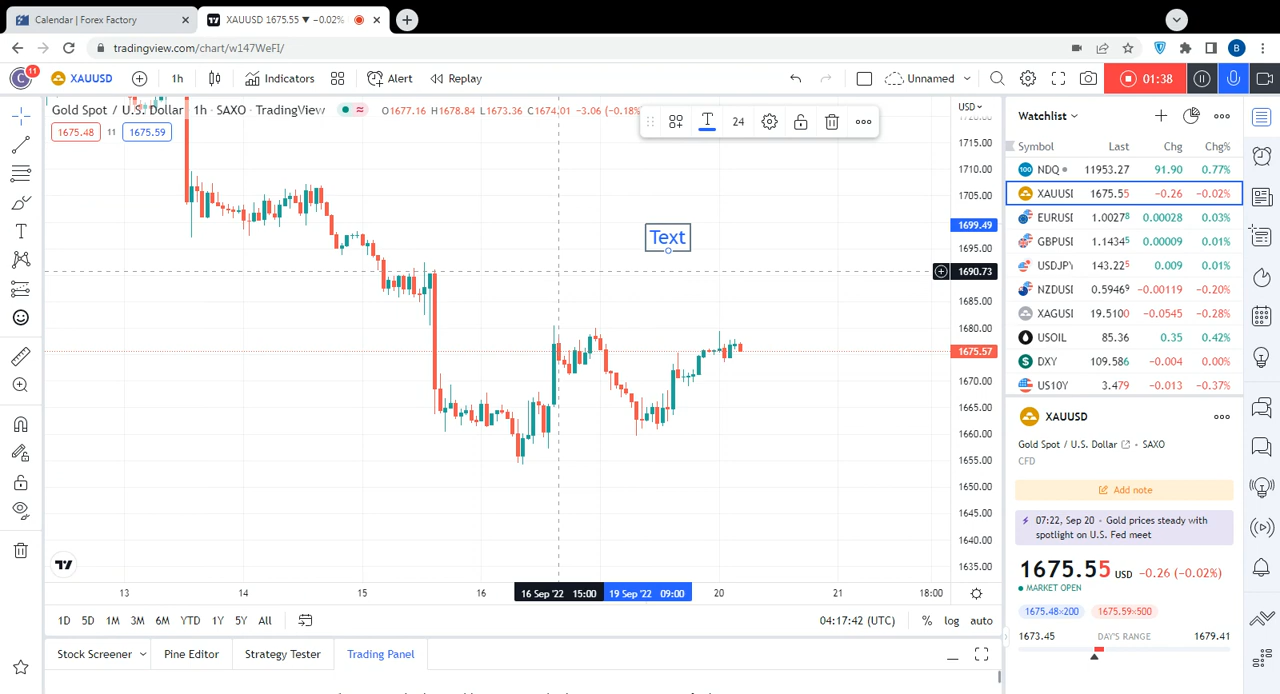 Calendar | Forex Factory
XAUUSD 1675.55 ▼ −0.02%
tradingview.com/chart/w147WeFI/
B
C 11 XAUUSD 1h Indicators Alert Replay Unnamed 01:38
Gold Spot / U.S. Dollar · 1h · SAXO · TradingView O1677.16 H1678.84 L1673.36 C1674.01 −3.06 (−0.18%
1675.48 11 1675.59
T 24
Text
USD
1720.00
1715.00
1710.00
1705.00
1699.49
1695.00
1690.73
1685.00
1680.00
1675.57
1670.00
1665.00
1660.00
1655.00
1650.00
1645.00
1640.00
1635.00
13 14 15 16 16 Sep '22 15:00 19 Sep '22 09:00 20 21 18:00
1D 5D 1M 3M 6M YTD 1Y 5Y All 04:17:42 (UTC) % log auto
Stock Screener Pine Editor Strategy Tester Trading Panel
Watchlist
Symbol Last Chg Chg%
100 NDQ 11953.27 91.90 0.77%
XAUUSI 1675.55 −0.26 −0.02%
EURUSI 1.00278 0.00028 0.03%
GBPUSI 1.14345 0.00009 0.01%
USDJPY 143.225 0.009 0.01%
NZDUSI 0.59469 −0.00119 −0.20%
XAGUSI 19.5100 −0.0545 −0.28%
USOIL 85.36 0.35 0.42%
$ DXY 109.586 −0.004 0.00%
US10Y 3.479 −0.013 −0.37%
XAUUSD
Gold Spot / U.S. Dollar · SAXO
CFD
Add note
07:22, Sep 20 · Gold prices steady with
spotlight on U.S. Fed meet
1675.55 USD −0.26 (−0.02%)
MARKET OPEN
1675.48×200 1675.59×500
1673.45 DAY'S RANGE 1679.41